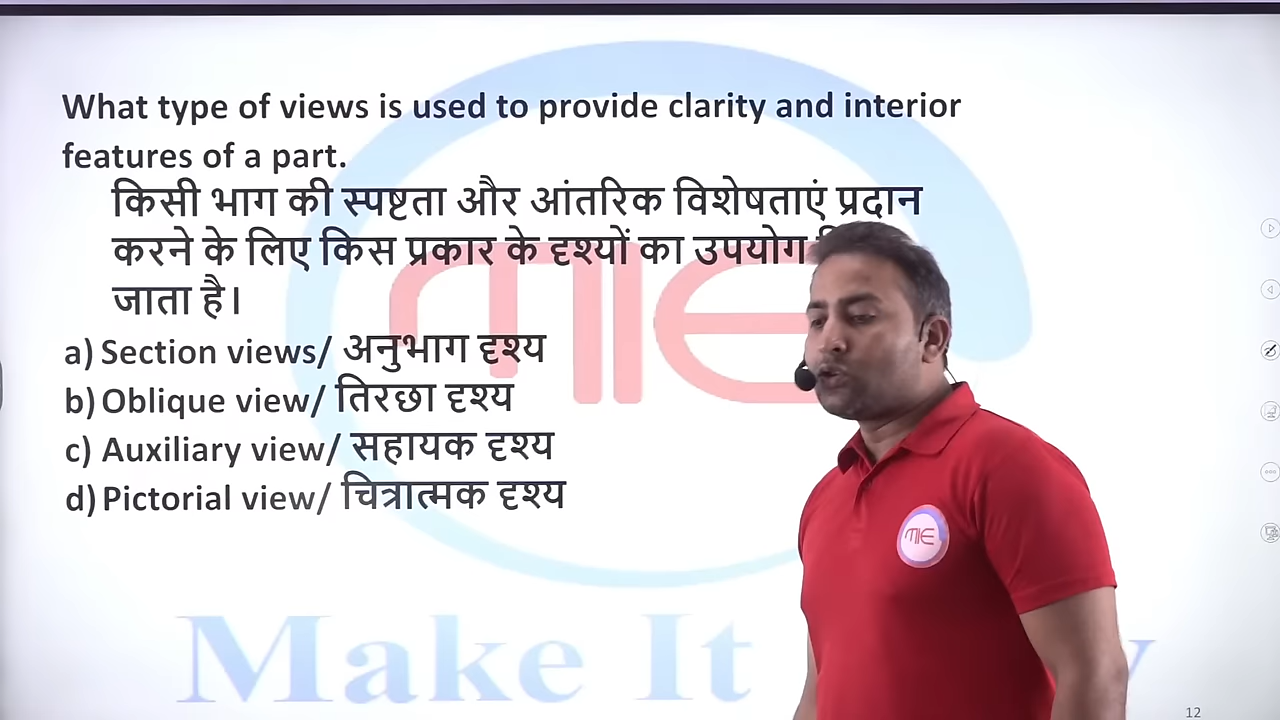 What type of views is used to provide clarity and interior
features of a part.
किसी भाग की स्पष्टता और आंतरिक विशेषताएं प्रदान
करने के लिए किस प्रकार के दृश्यों का उपयोग
जाता है।
a) Section views/ अनुभाग दृश्य
b) Oblique view/ तिरछा दृश्य
c) Auxiliary view/ सहायक दृश्य
d) Pictorial view/ चित्रात्मक दृश्य
MIE
MIE
Make It
12